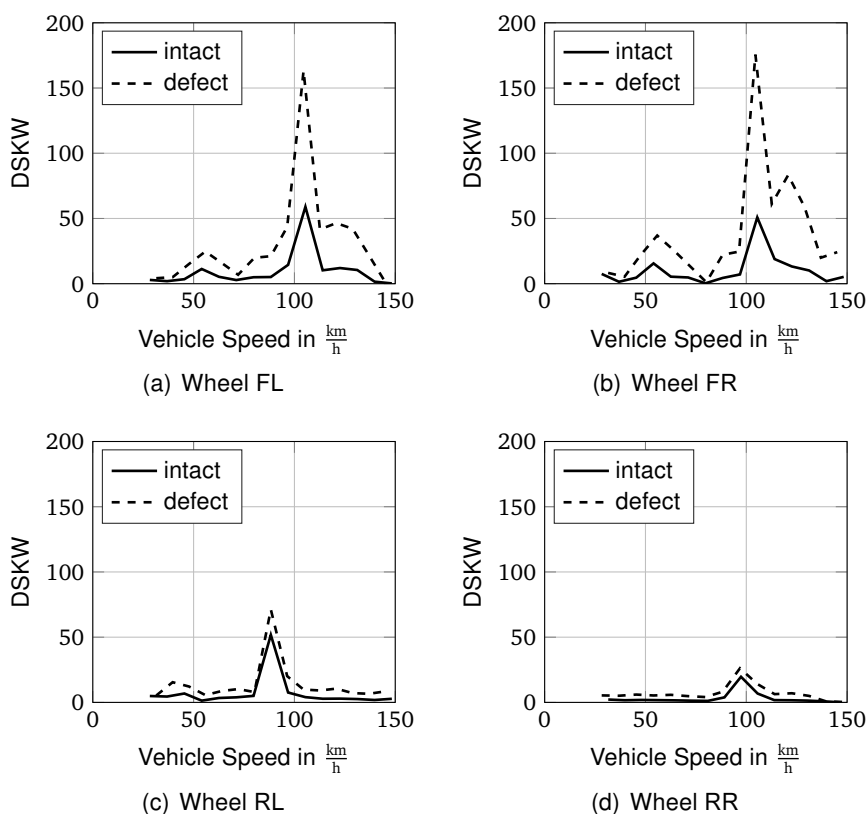 200
150
100
50
0
DSKW
intact
defect
0 50 100 150
Vehicle Speed in km/h
(a) Wheel FL
200
150
100
50
0
DSKW
intact
defect
0 50 100 150
Vehicle Speed in km/h
(b) Wheel FR
200
150
100
50
0
DSKW
intact
defect
0 50 100 150
Vehicle Speed in km/h
(c) Wheel RL
200
150
100
50
0
DSKW
intact
defect
0 50 100 150
Vehicle Speed in km/h
(d) Wheel RR